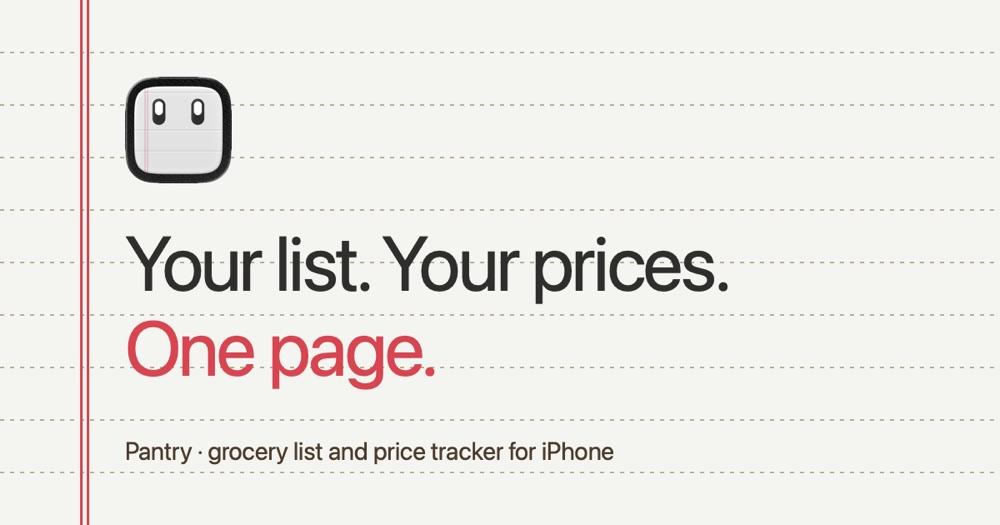 Your list. Your prices.
One page.
Pantry · grocery list and price tracker for iPhone